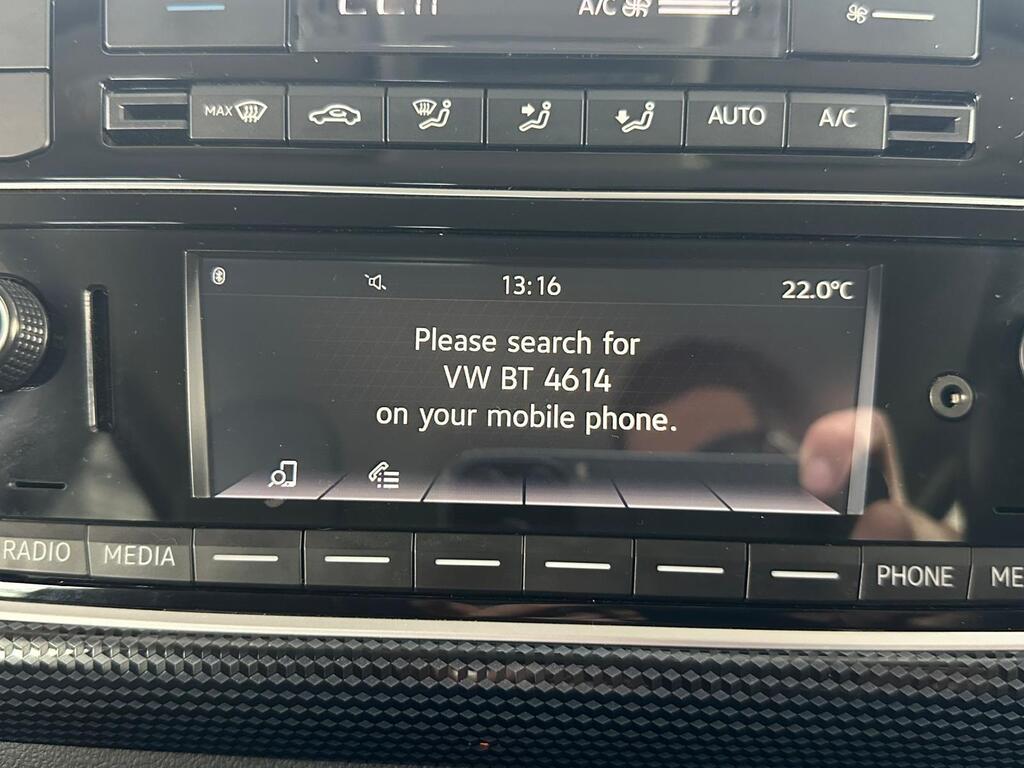 A/C
MAX
AUTO
A/C
13:16
22.0°C
Please search for
VW BT 4614
on your mobile phone.
RADIO
MEDIA
PHONE